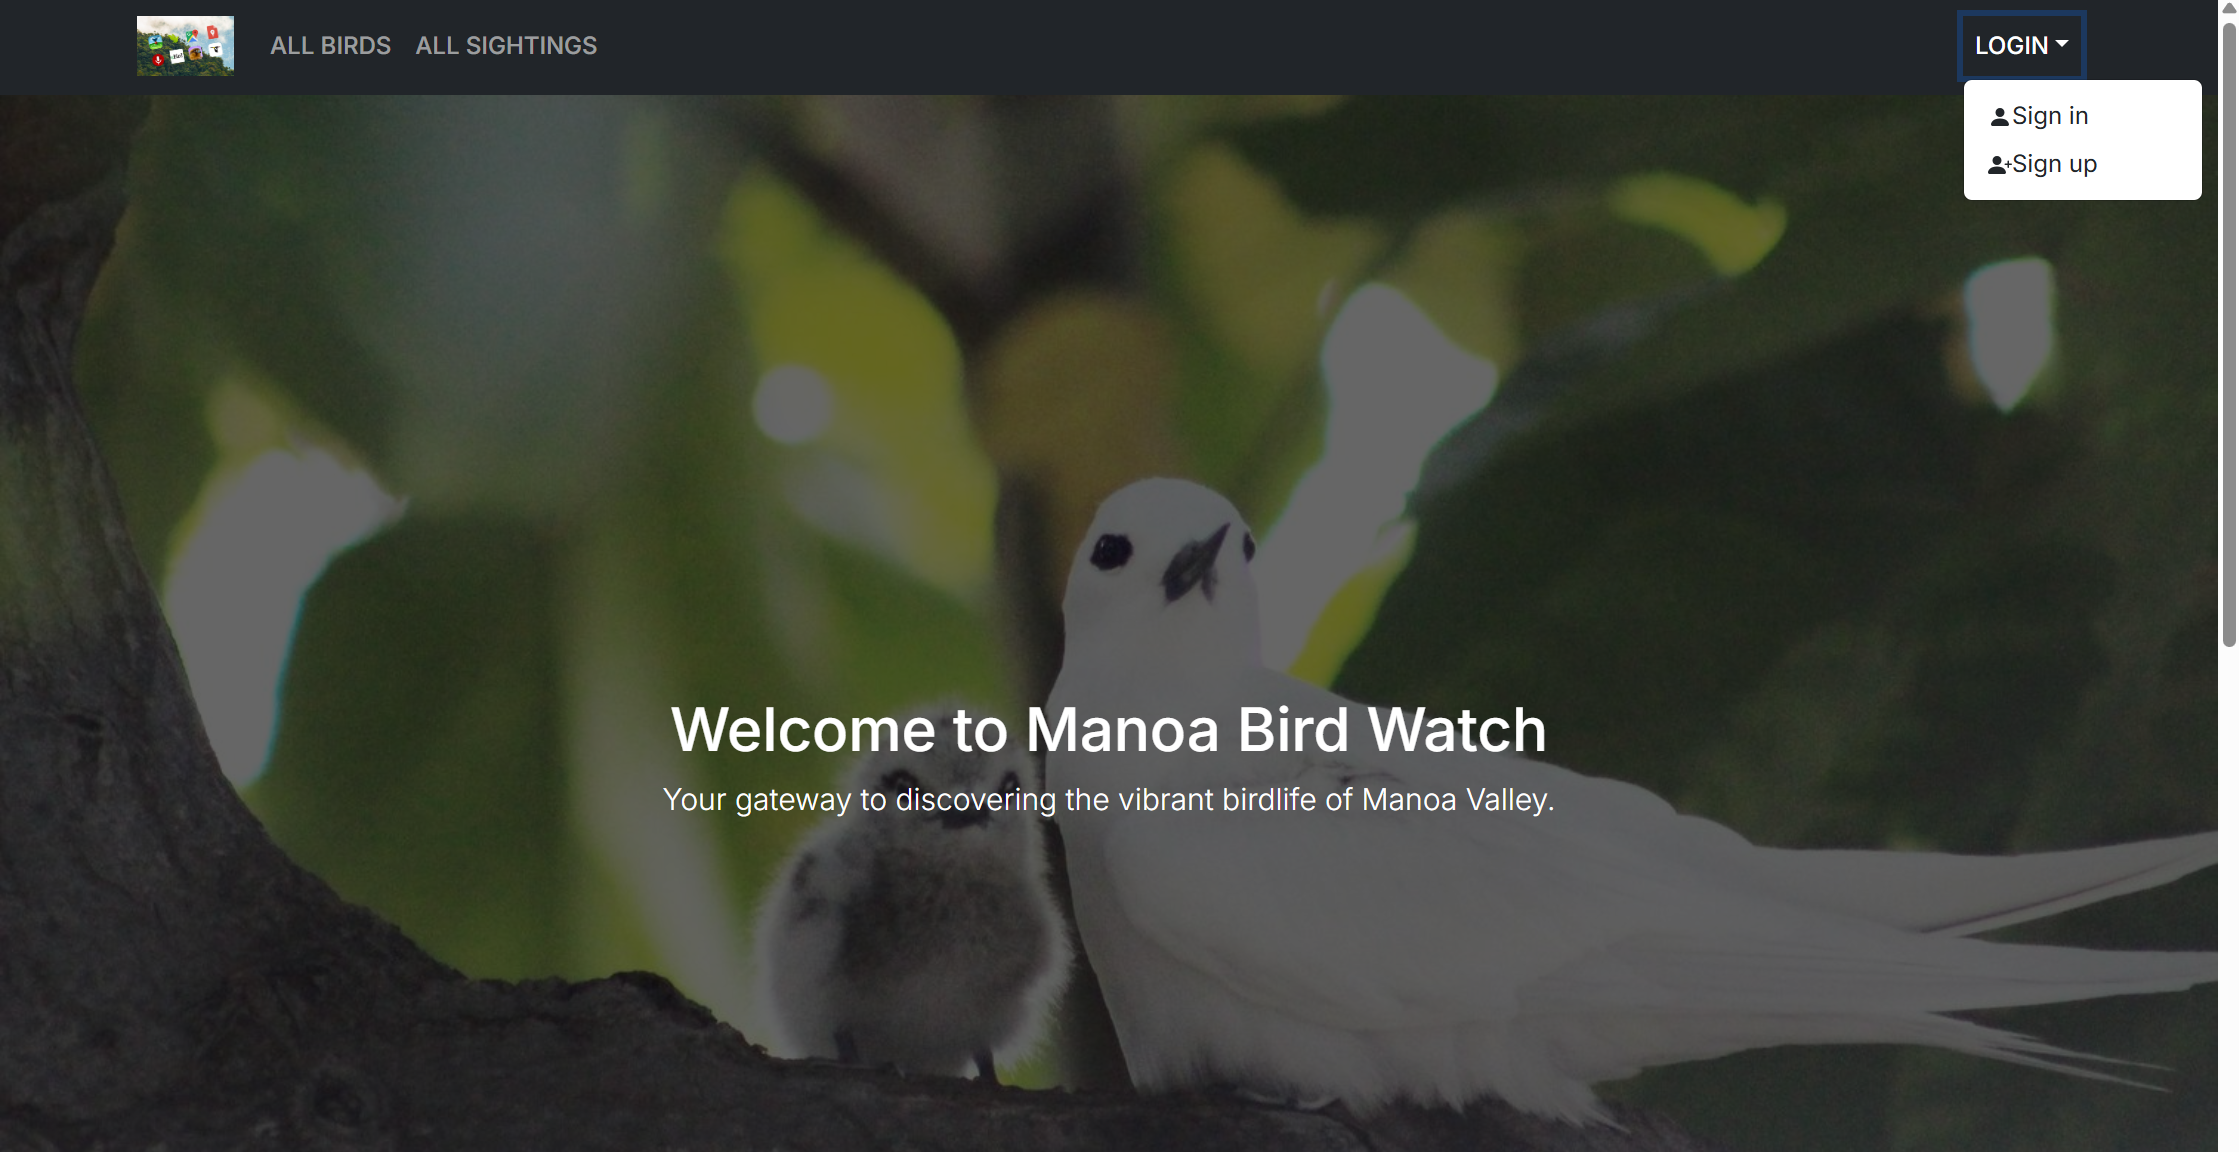 ALL BIRDS ALL SIGHTINGS LOGIN
Sign in
Sign up
Welcome to Manoa Bird Watch
Your gateway to discovering the vibrant birdlife of Manoa Valley.